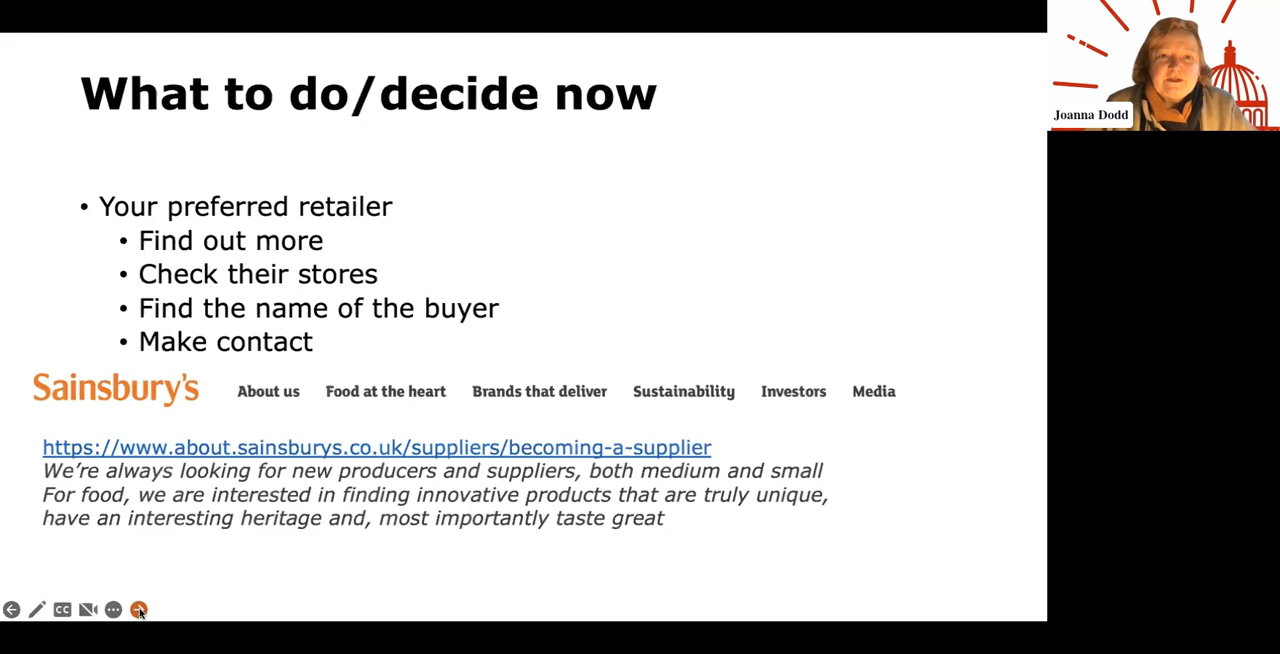 What to do/decide now
• Your preferred retailer
• Find out more
• Check their stores
• Find the name of the buyer
• Make contact
Sainsbury's About us Food at the heart Brands that deliver Sustainability Investors Media
https://www.about.sainsburys.co.uk/suppliers/becoming-a-supplier
We’re always looking for new producers and suppliers, both medium and small
For food, we are interested in finding innovative products that are truly unique,
have an interesting heritage and, most importantly taste great
CC
Joanna Dodd